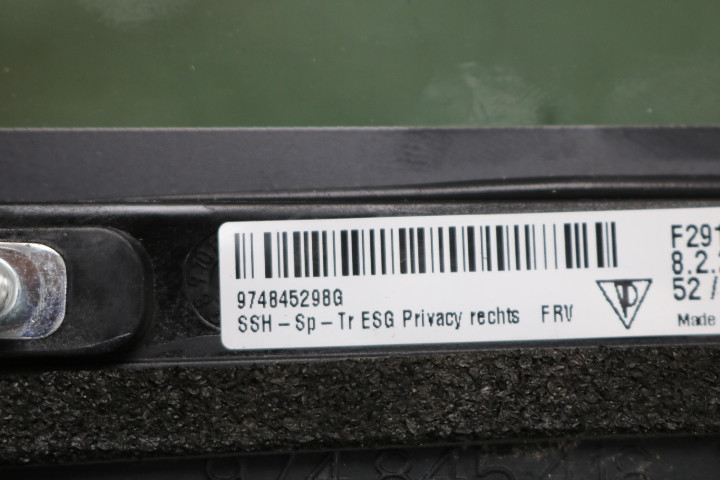 974845298G
SSH - Sp - Tr ESG Privacy rechts FRV
F291
8.2.
52 /
Made